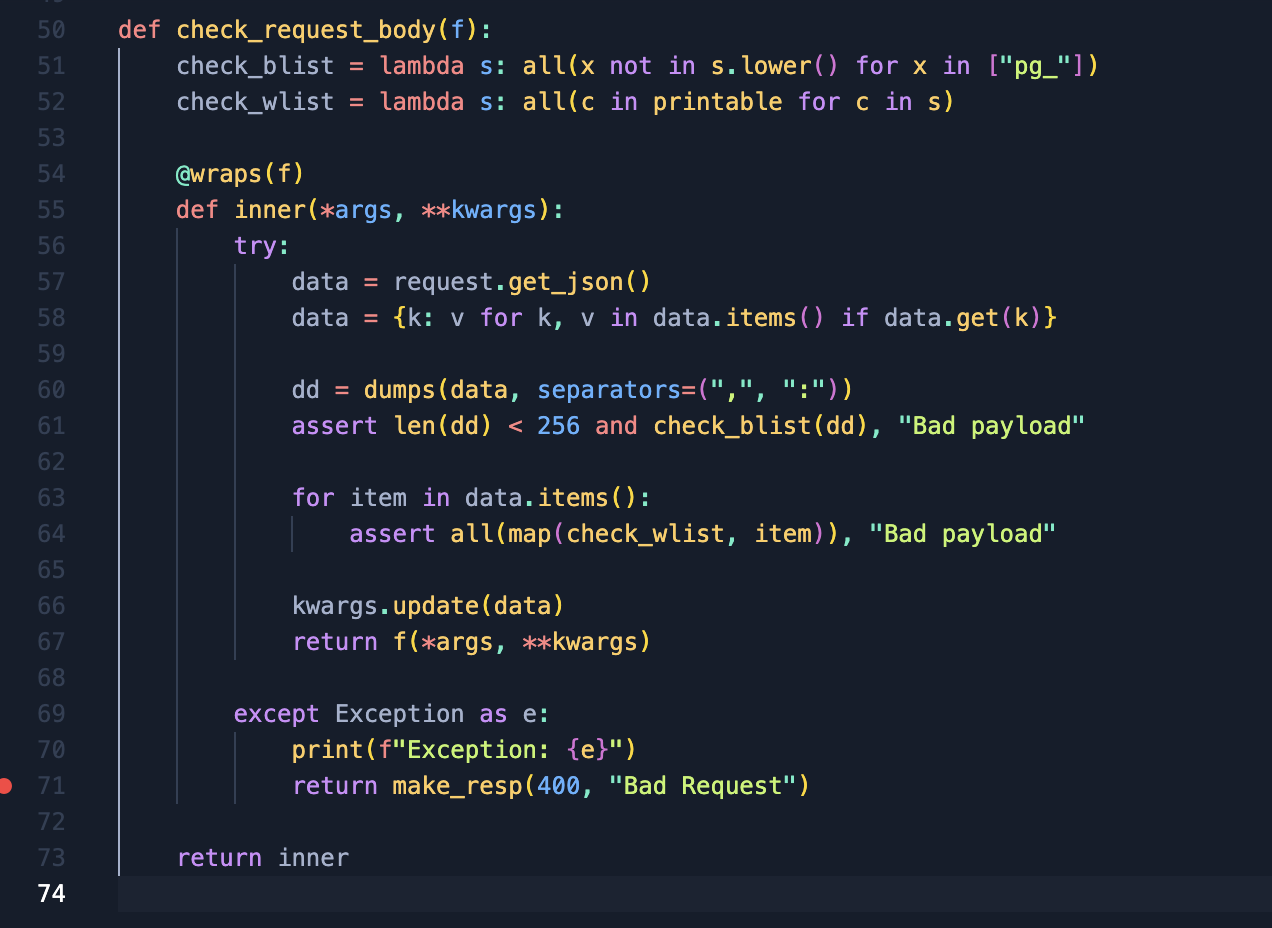 50 def check_request_body(f):
51     check_blist = lambda s: all(x not in s.lower() for x in ["pg_"])
52     check_wlist = lambda s: all(c in printable for c in s)
53
54     @wraps(f)
55     def inner(*args, **kwargs):
56         try:
57             data = request.get_json()
58             data = {k: v for k, v in data.items() if data.get(k)}
59
60             dd = dumps(data, separators=(",", ":"))
61             assert len(dd) < 256 and check_blist(dd), "Bad payload"
62
63             for item in data.items():
64                 assert all(map(check_wlist, item)), "Bad payload"
65
66             kwargs.update(data)
67             return f(*args, **kwargs)
68
69         except Exception as e:
70             print(f"Exception: {e}")
71             return make_resp(400, "Bad Request")
72
73     return inner
74